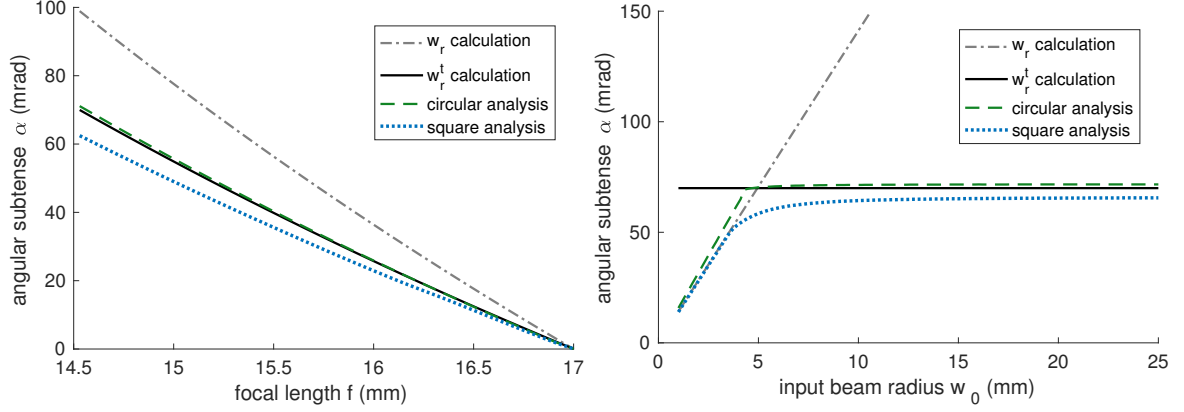 100
80
60
40
20
0
angular subtense α (mrad)
w_r calculation
w_r^t calculation
circular analysis
square analysis
14.5 15 15.5 16 16.5 17
focal length f (mm)
150
100
50
0
angular subtense α (mrad)
w_r calculation
w_r^t calculation
circular analysis
square analysis
0 5 10 15 20 25
input beam radius w_0 (mm)